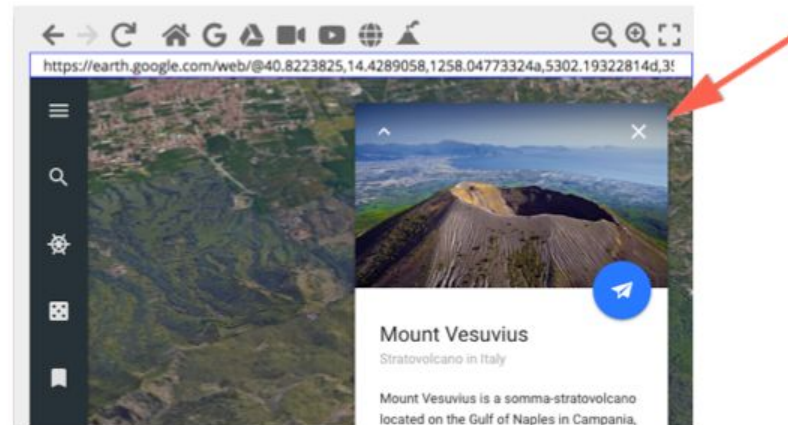 https://earth.google.com/web/@40.8223825,14.4289058,1258.04773324a,5302.19322814d,35
Mount Vesuvius
Stratovolcano in Italy
Mount Vesuvius is a somma-stratovolcano
located on the Gulf of Naples in Campania,